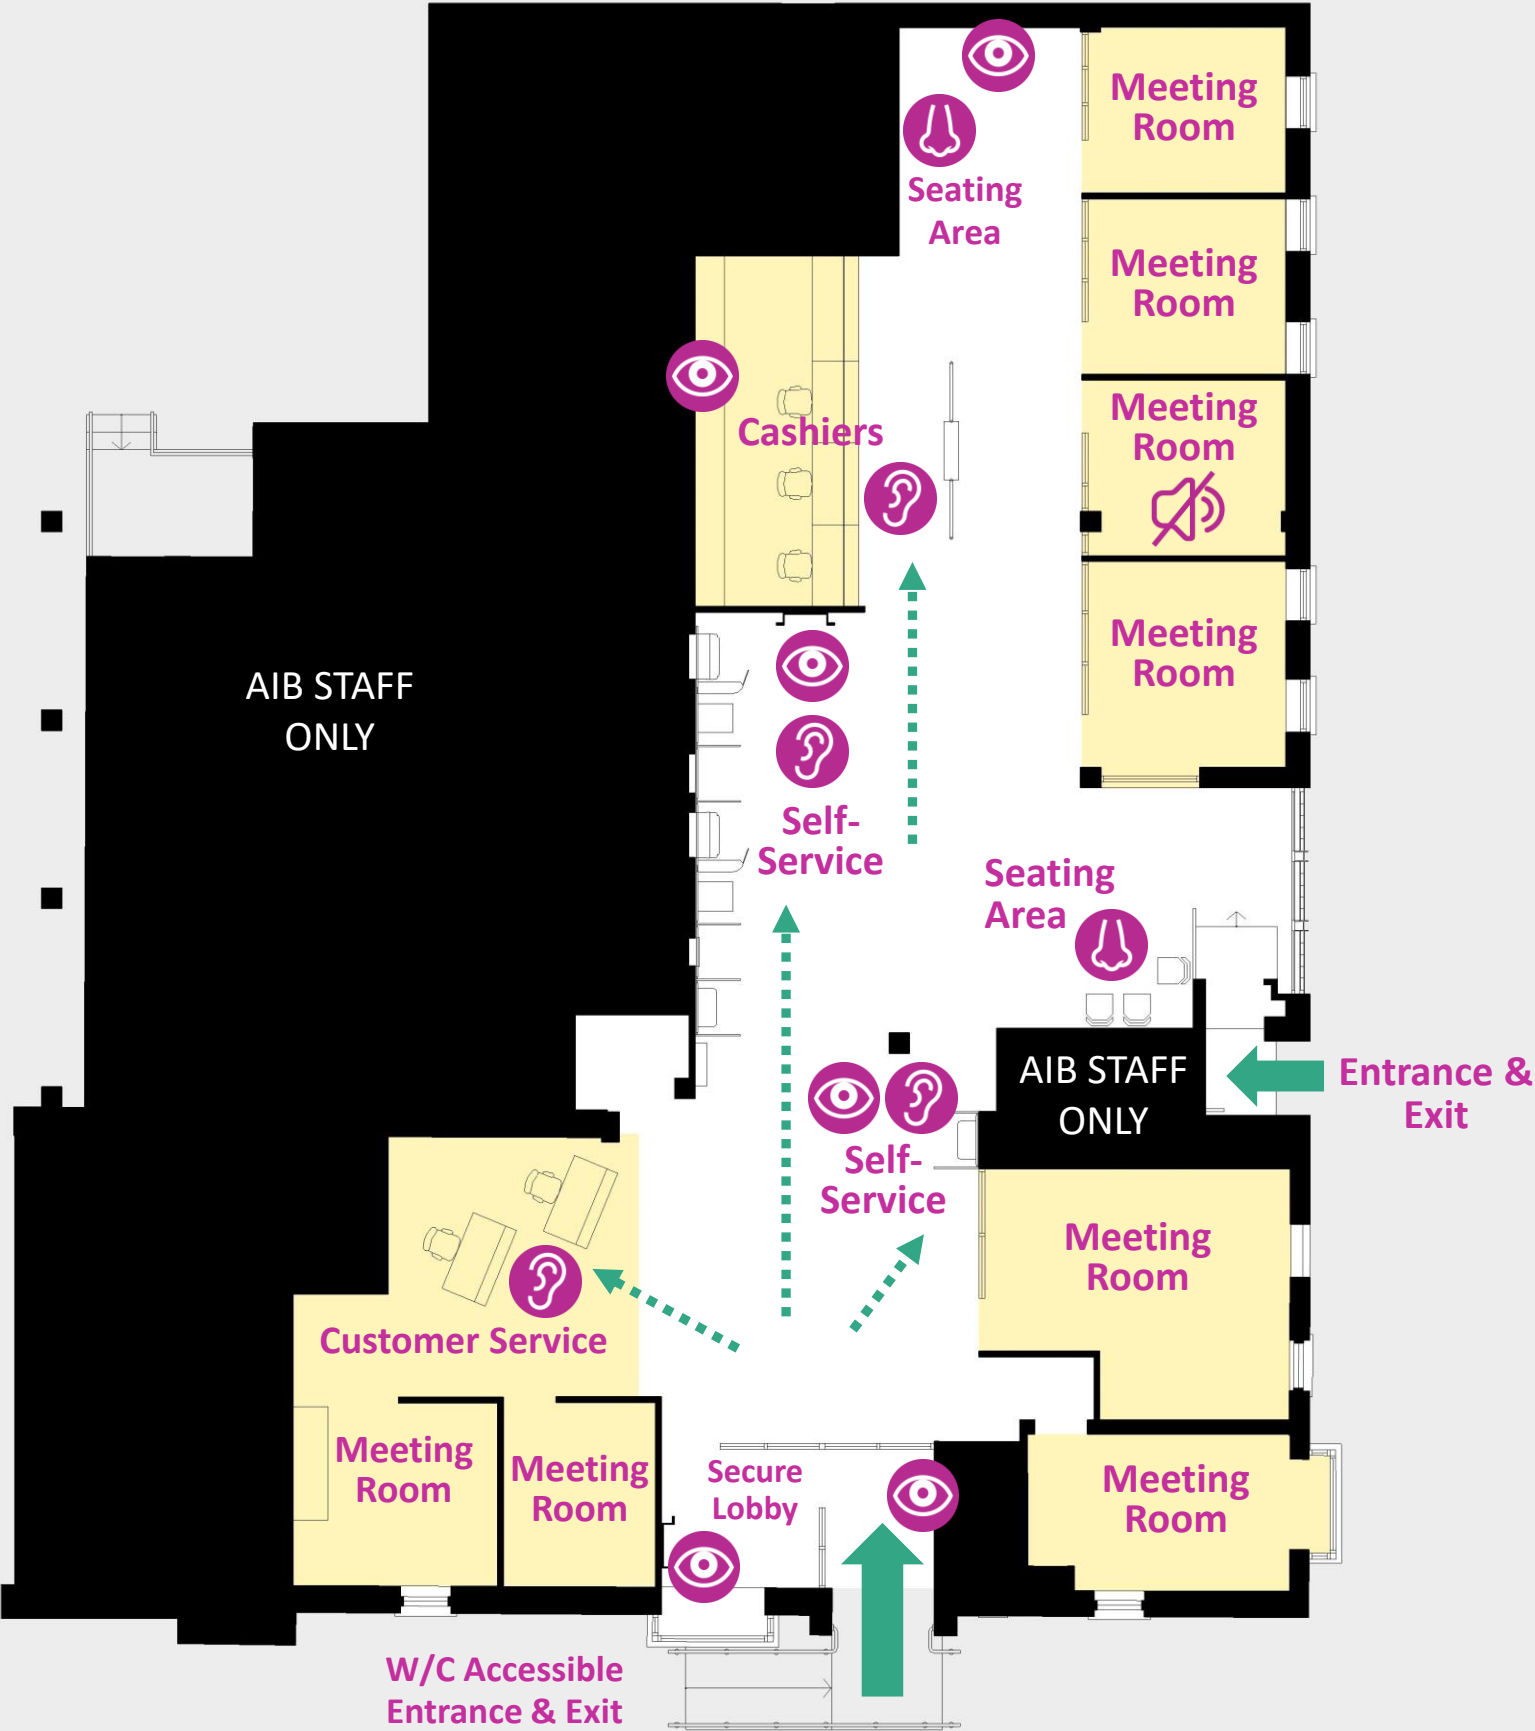 Meeting
Room
Seating
Area
Meeting
Room
Meeting
Room
Cashiers
Meeting
Room
AIB STAFF
ONLY
Self-
Service
Seating
Area
AIB STAFF
ONLY
Entrance &
Exit
Self-
Service
Meeting
Room
Customer Service
Meeting
Room
Meeting
Room
Secure
Lobby
Meeting
Room
W/C Accessible
Entrance & Exit